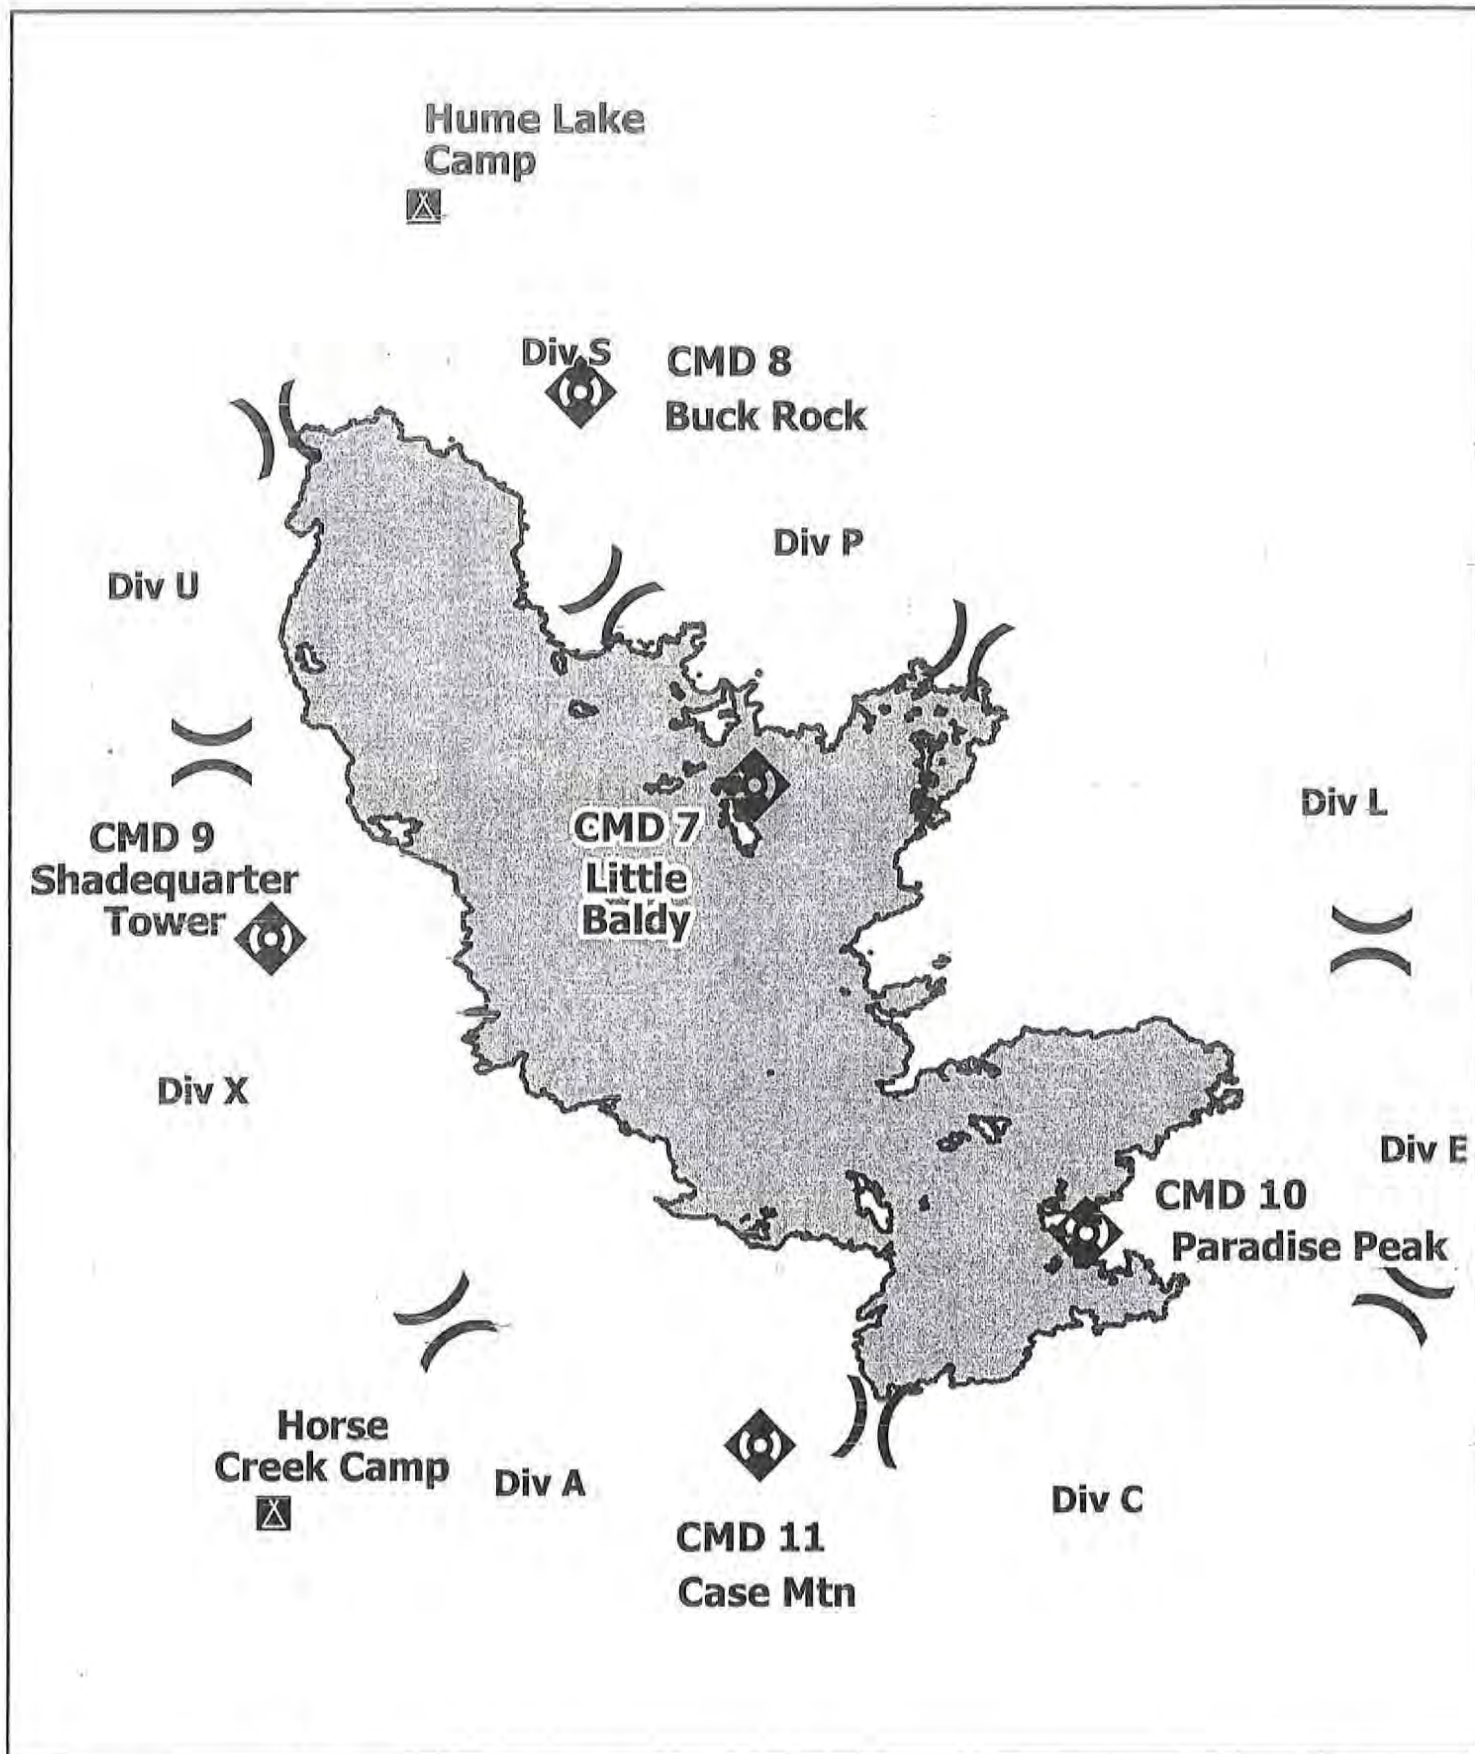 Hume Lake
Camp
Div S
CMD 8
Buck Rock
Div P
Div U
Div L
CMD 9
Shadequarter
Tower
CMD 7
Little
Baldy
Div X
Div E
CMD 10
Paradise Peak
Horse
Creek Camp
Div A
Div C
CMD 11
Case Mtn